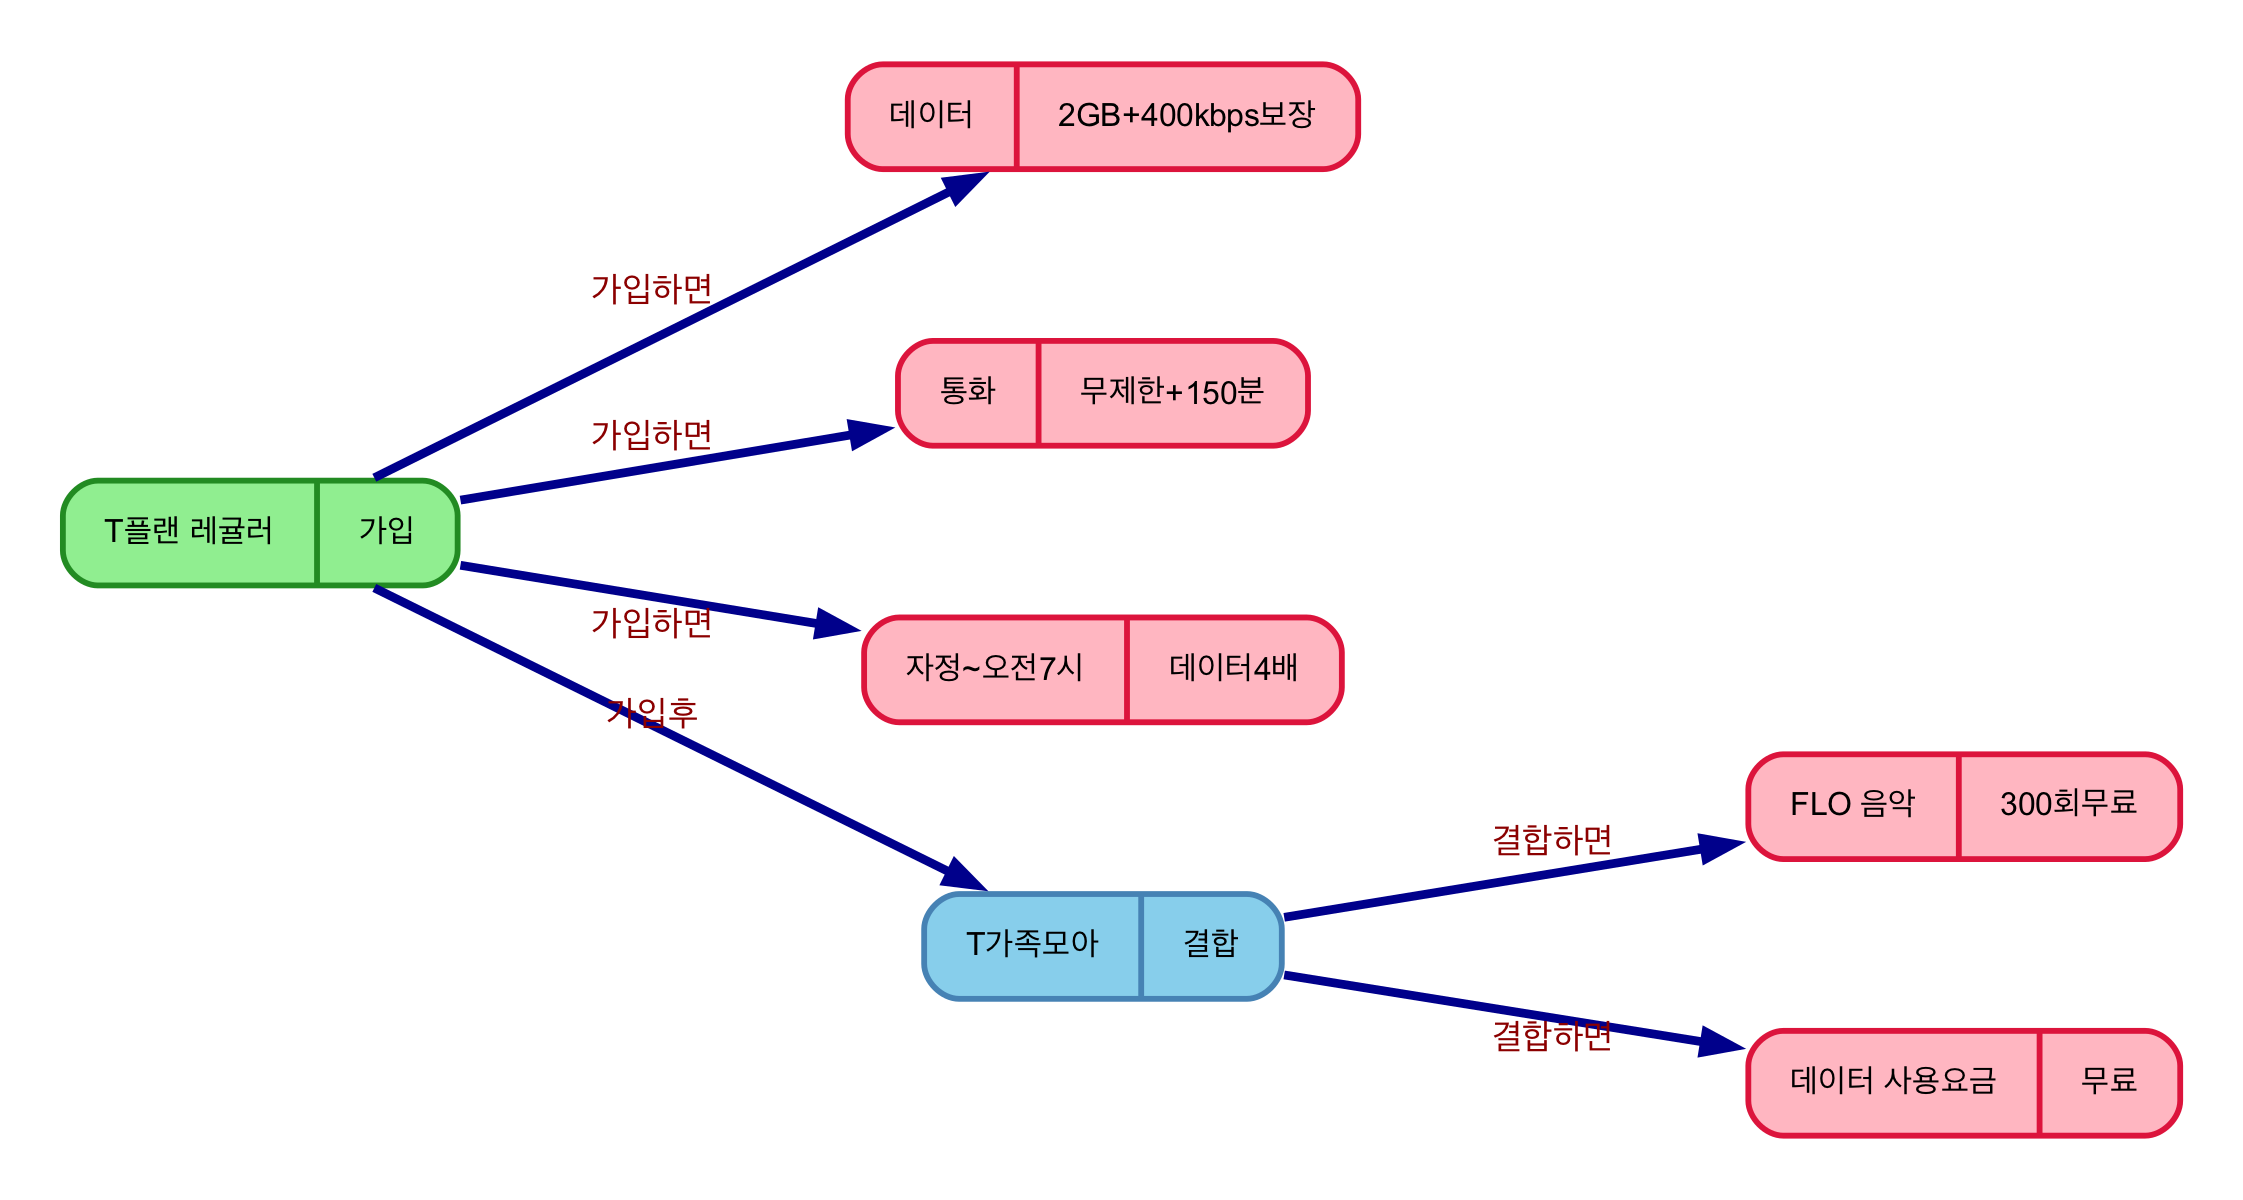 데이터 2GB+400kbps보장
가입하면
통화 무제한+150분
가입하면
T플랜 레귤러 가입
가입하면
자정~오전7시 데이터4배
가입후
FLO 음악 300회무료
결합하면
T가족모아 결합
결합하면
데이터 사용요금 무료